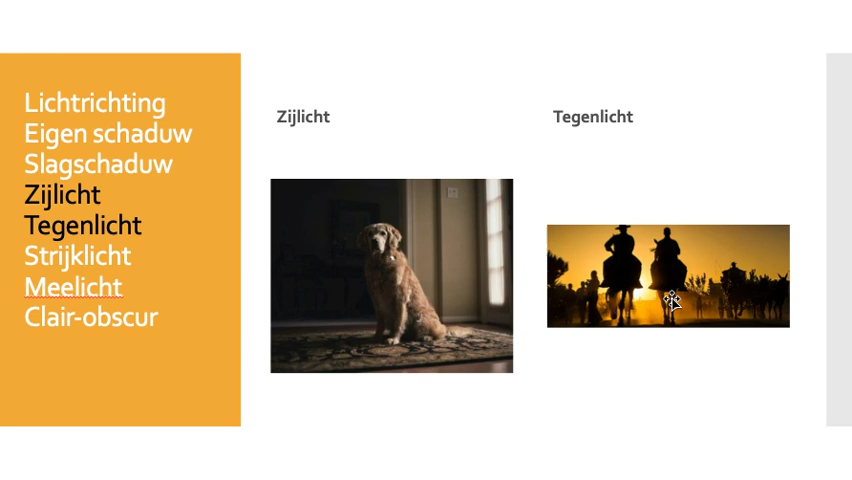 Lichtrichting
Eigen schaduw
Slagschaduw
Zijlicht
Tegenlicht
Strijklicht
Meelicht
Clair-obscur
Zijlicht
Tegenlicht